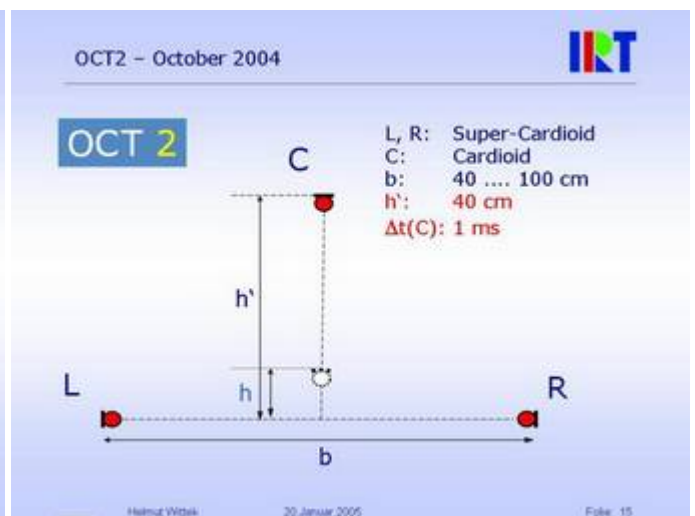 OCT2 – October 2004
IRT
OCT 2
C
L, R: Super-Cardioid
C: Cardioid
b: 40 .... 100 cm
h‘: 40 cm
Δt(C): 1 ms
h‘
h
L
R
b
Helmut Wittek 20.Januar 2005 Folie 15